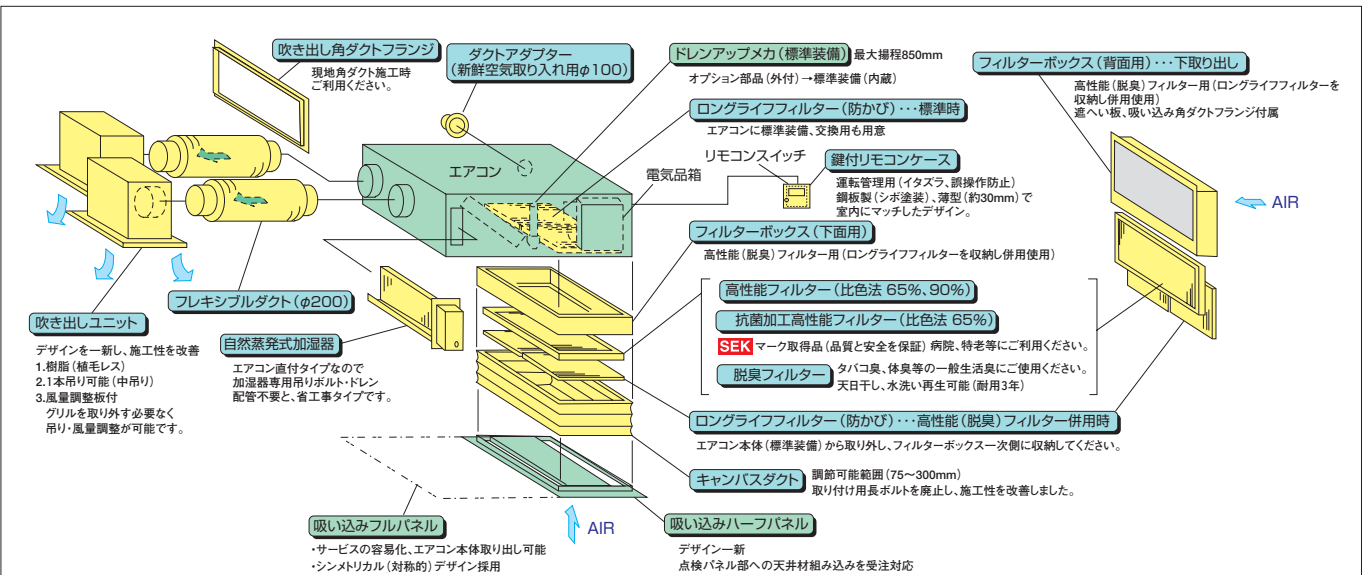 吹き出し角ダクトフランジ
現地角ダクト施工時
ご利用ください。
ダクトアダプター
(新鮮空気取り入れ用φ100)
ドレンアップメカ(標準装備) 最大揚程850mm
オプション部品(外付)→標準装備(内蔵)
ロングライフフィルター(防かび)···標準時
エアコンに標準装備、交換用も用意
フィルターボックス(背面用)···下取り出し
高性能(脱臭)フィルター用(ロングライフフィルターを
収納し併用使用)
遮へい板、吸い込み角ダクトフランジ付属
エアコン
電気品箱
リモコンスイッチ
鍵付リモコンケース
運転管理用(イタズラ、誤操作防止)
鋼板製(シボ塗装)、薄型(約30mm)で
室内にマッチしたデザイン。
AIR
フィルターボックス(下面用)
高性能(脱臭)フィルター用(ロングライフフィルターを収納し併用使用)
フレキシブルダクト(φ200)
吹き出しユニット
デザインを一新し、施工性を改善
1.樹脂(植毛レス)
2.1本吊り可能(中吊り)
3.風量調整板付
グリルを取り外す必要なく
吊り・風量調整が可能です。
自然蒸発式加湿器
エアコン直付タイプなので
加湿器専用吊りボルト・ドレン
配管不要と、省工事タイプです。
高性能フィルター(比色法 65%、90%)
抗菌加工高性能フィルター(比色法 65%)
SEK マーク取得品(品質と安全を保証) 病院、特老等にご利用ください。
脱臭フィルター タバコ臭、体臭等の一般生活臭にご使用ください。
天日干し、水洗い再生可能(耐用3年)
ロングライフフィルター(防かび)···高性能(脱臭)フィルター併用時
エアコン本体(標準装備)から取り外し、フィルターボックス一次側に収納してください。
キャンバスダクト 調節可能範囲(75〜300mm)
取り付け用長ボルトを廃止し、施工性を改善しました。
吸い込みフルパネル
・サービスの容易化、エアコン本体取り出し可能
・シンメトリカル(対称的)デザイン採用
AIR
吸い込みハーフパネル
デザイン一新
点検パネル部への天井材組み込みを受注対応